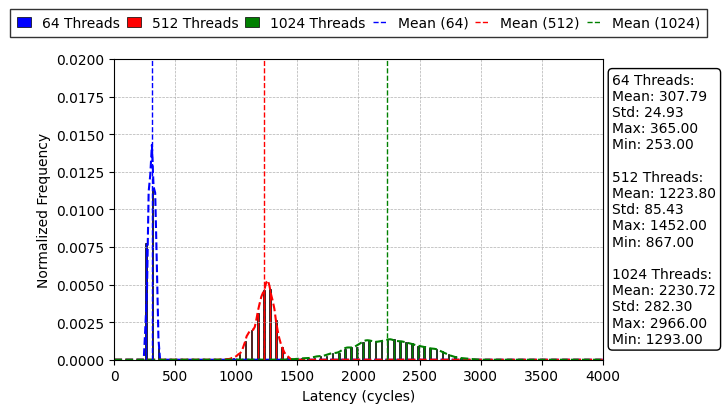 64 Threads 512 Threads 1024 Threads Mean (64) Mean (512) Mean (1024)
0.0200
0.0175
0.0150
0.0125
0.0100
0.0075
0.0050
0.0025
0.0000
Normalized Frequency
0 500 1000 1500 2000 2500 3000 3500 4000
Latency (cycles)
64 Threads:
Mean: 307.79
Std: 24.93
Max: 365.00
Min: 253.00
512 Threads:
Mean: 1223.80
Std: 85.43
Max: 1452.00
Min: 867.00
1024 Threads:
Mean: 2230.72
Std: 282.30
Max: 2966.00
Min: 1293.00